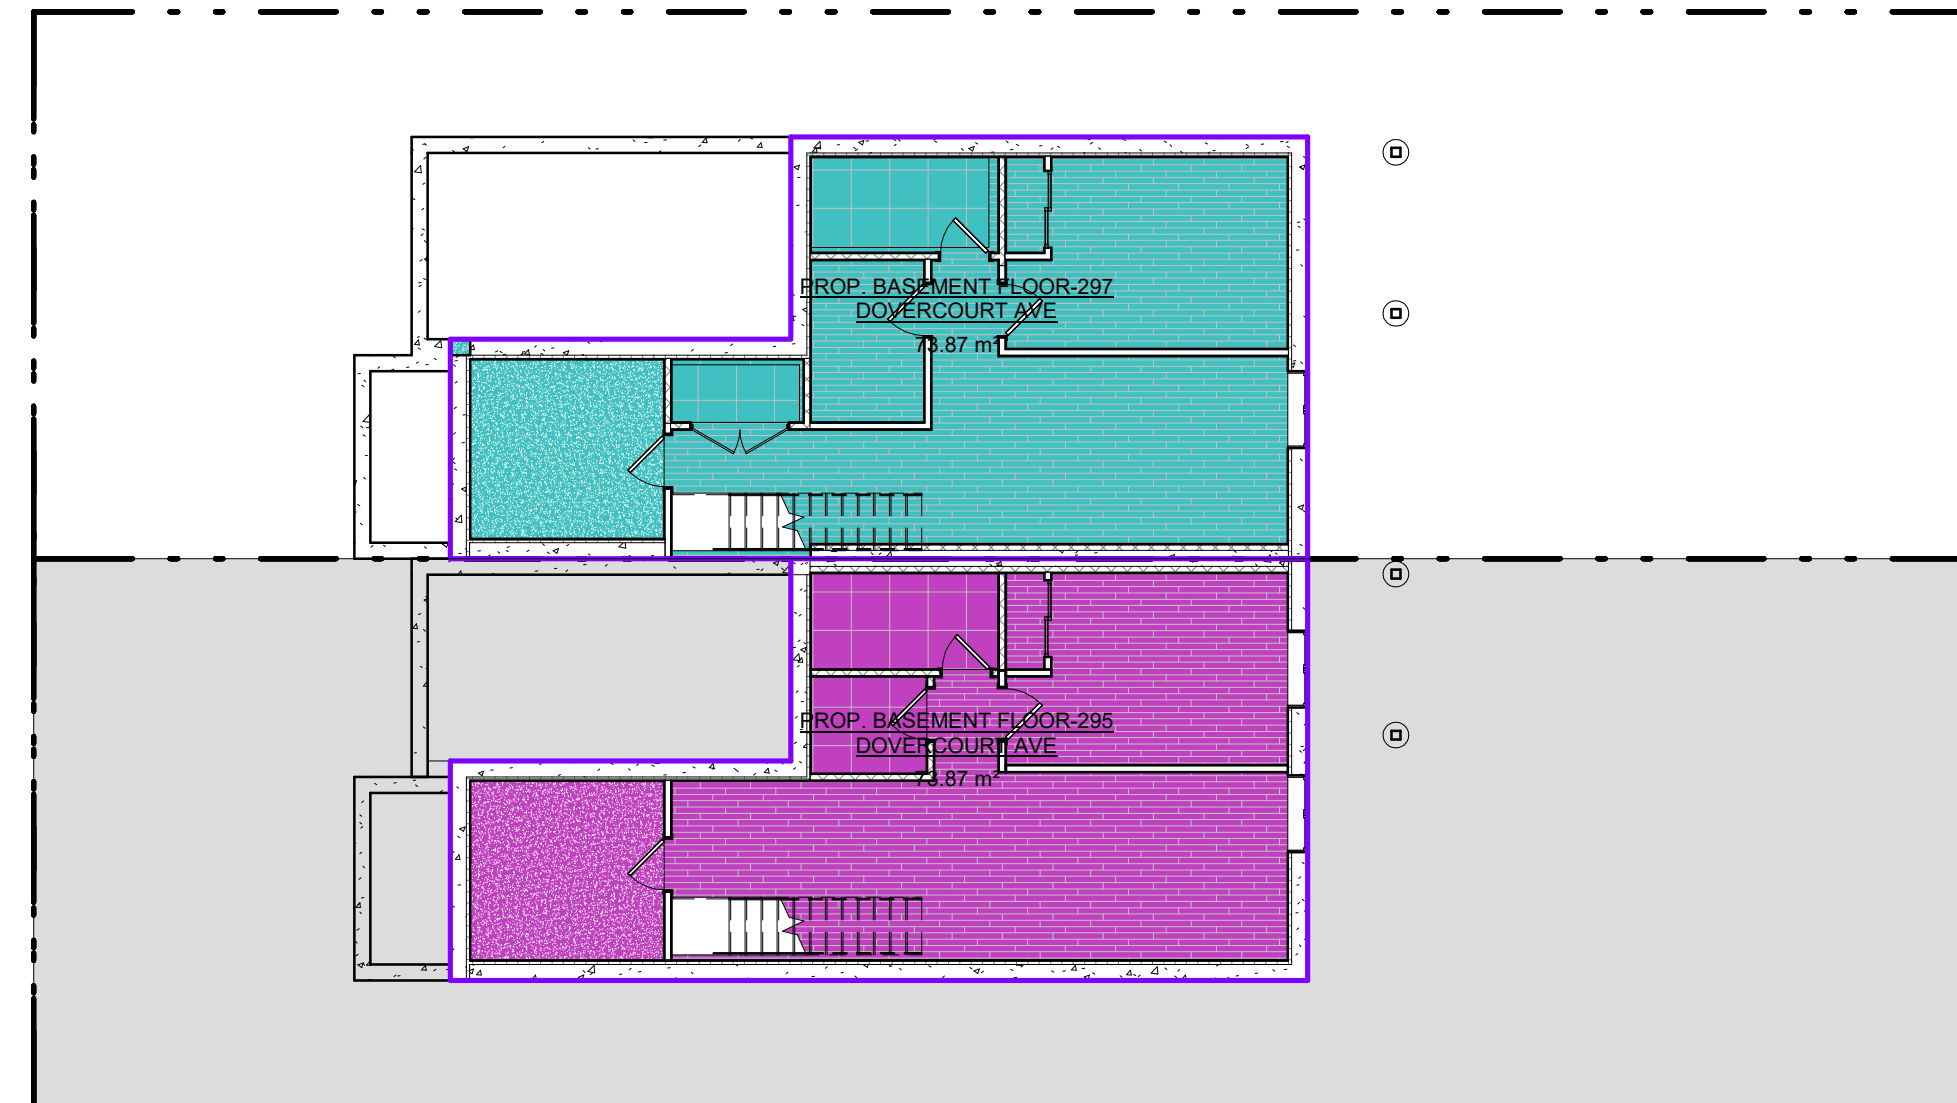 PROP. BASEMENT FLOOR-297
DOVERCOURT AVE
73.87 m²
PROP. BASEMENT FLOOR-295
DOVERCOURT AVE
73.87 m²